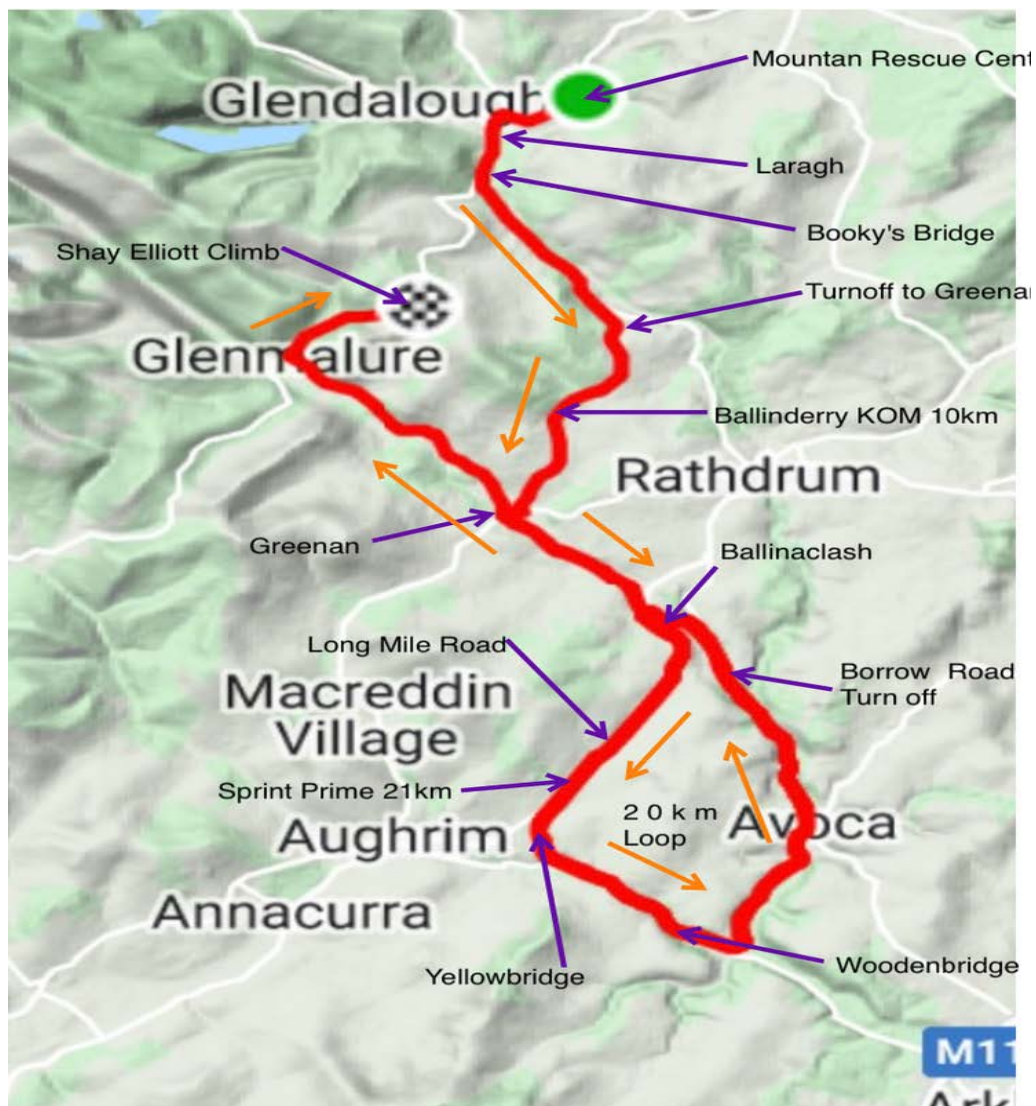 Mountan Rescue Cent
Glendalough
Laragh
Booky's Bridge
Shay Elliott Climb
Turnoff to Greenan
Glenmalure
Ballinderry KOM 10km
Rathdrum
Greenan
Ballinaclash
Long Mile Road
Borrow Road
Turn off
Macreddin
Village
Sprint Prime 21km
20km
Loop
Avoca
Aughrim
Annacurra
Woodenbridge
Yellowbridge
M11
Ark